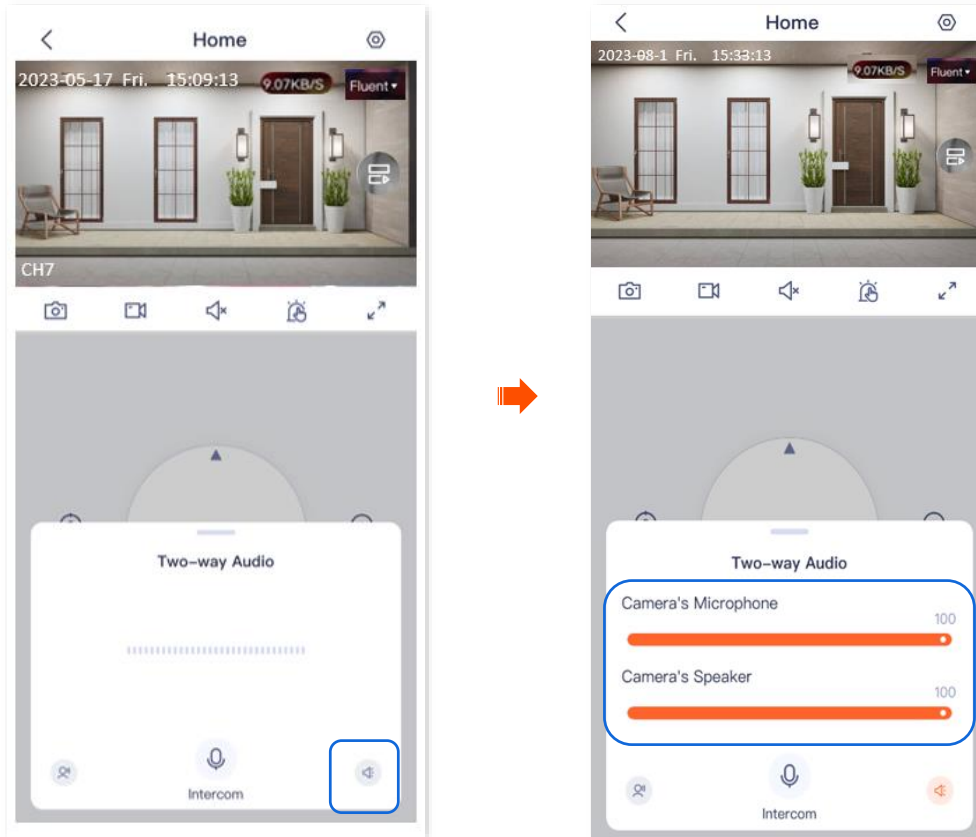 Home
2023-05-17 Fri. 15:09:13
9.07KB/S
Fluent
CH7
Two-way Audio
Intercom
Home
2023-08-1 Fri. 15:33:13
9.07KB/S
Fluent
Two-way Audio
Camera's Microphone
100
Camera's Speaker
100
Intercom